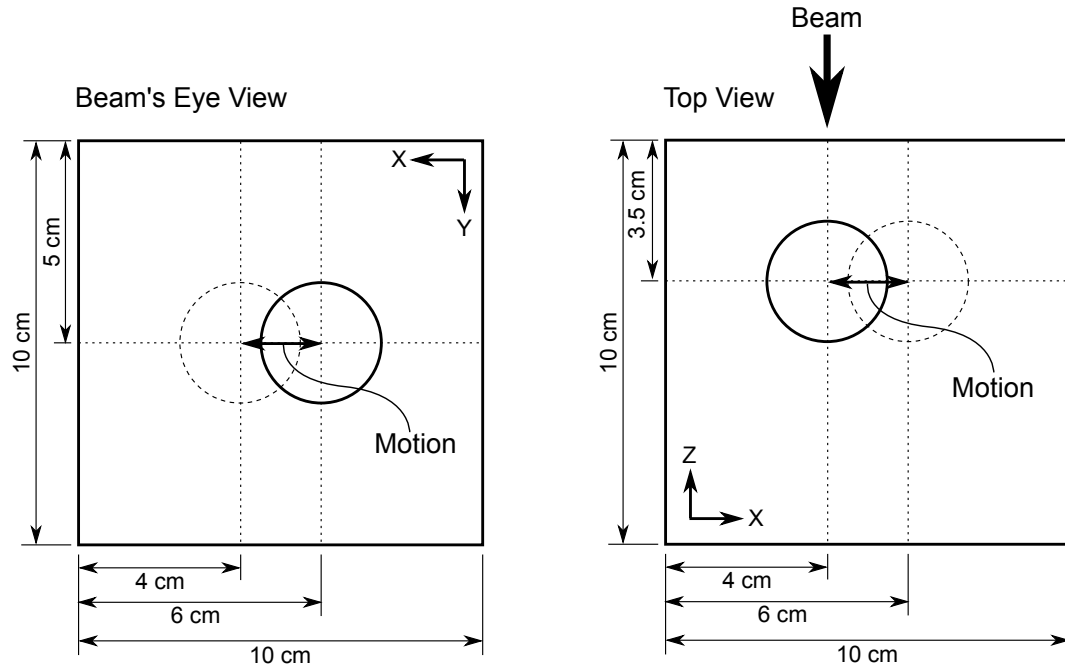 Beam
Beam's Eye View
Top View
X
Y
5 cm
10 cm
Motion
4 cm
6 cm
10 cm
3.5 cm
10 cm
Motion
Z
X
4 cm
6 cm
10 cm